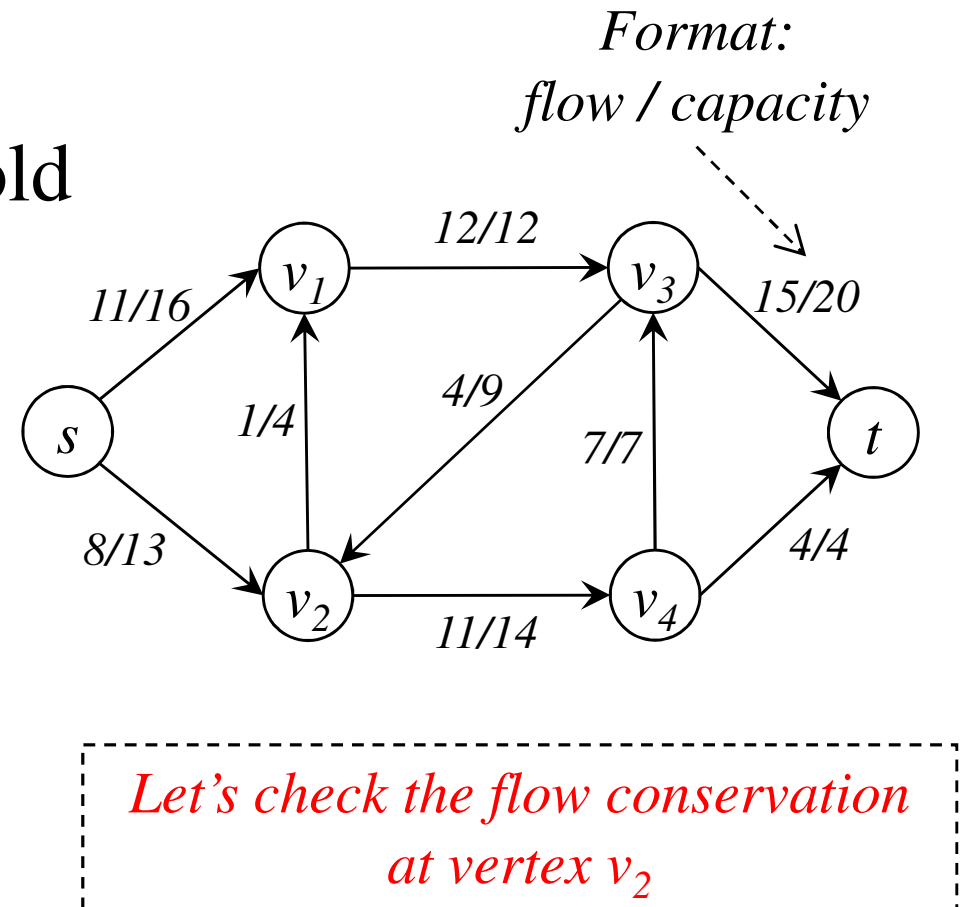 Format:
flow / capacity
old
12/12
v1
v3
11/16
15/20
4/9
1/4
s
7/7
t
8/13
4/4
v2
v4
11/14
Let’s check the flow conservation
at vertex v2